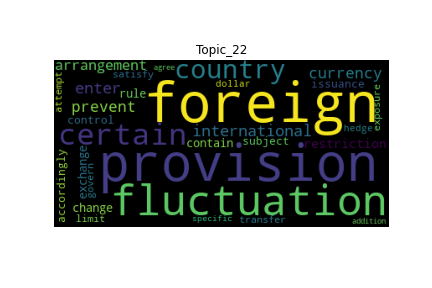 Topic_22
arrangement agree country currency
attempt satisfy dollar issuance
enter rule foreign exposure
prevent
control international hedge
certain contain subject restriction
accordingly exchange govern provision
change fluctuation
limit specific transfer addition